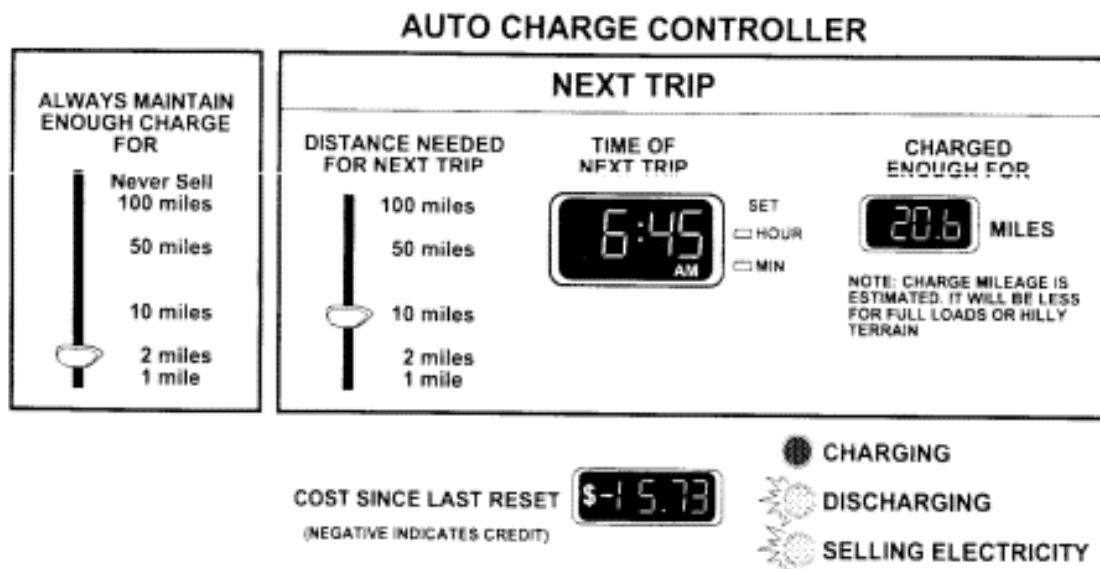 AUTO CHARGE CONTROLLER
ALWAYS MAINTAIN
ENOUGH CHARGE
FOR
Never Sell
100 miles
50 miles
10 miles
2 miles
1 mile
NEXT TRIP
DISTANCE NEEDED
FOR NEXT TRIP
100 miles
50 miles
10 miles
2 miles
1 mile
TIME OF
NEXT TRIP
6:45
AM
SET
HOUR
MIN
CHARGED
ENOUGH FOR
20.6 MILES
NOTE: CHARGE MILEAGE IS
ESTIMATED. IT WILL BE LESS
FOR FULL LOADS OR HILLY
TERRAIN
COST SINCE LAST RESET
(NEGATIVE INDICATES CREDIT)
$-15.73
CHARGING
DISCHARGING
SELLING ELECTRICITY